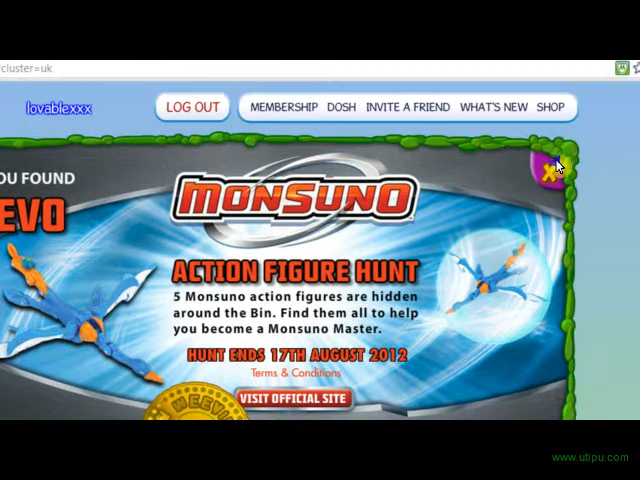 cluster=uk
lovablexxx
LOG OUT
MEMBERSHIP DOSH INVITE A FRIEND WHAT'S NEW SHOP
OU FOUND
EVO
MONSUNO
ACTION FIGURE HUNT
5 Monsuno action figures are hidden
around the Bin. Find them all to help
you become a Monsuno Master.
HUNT ENDS 17TH AUGUST 2012
Terms & Conditions
VISIT OFFICIAL SITE
WEEVI
www.utipu.com